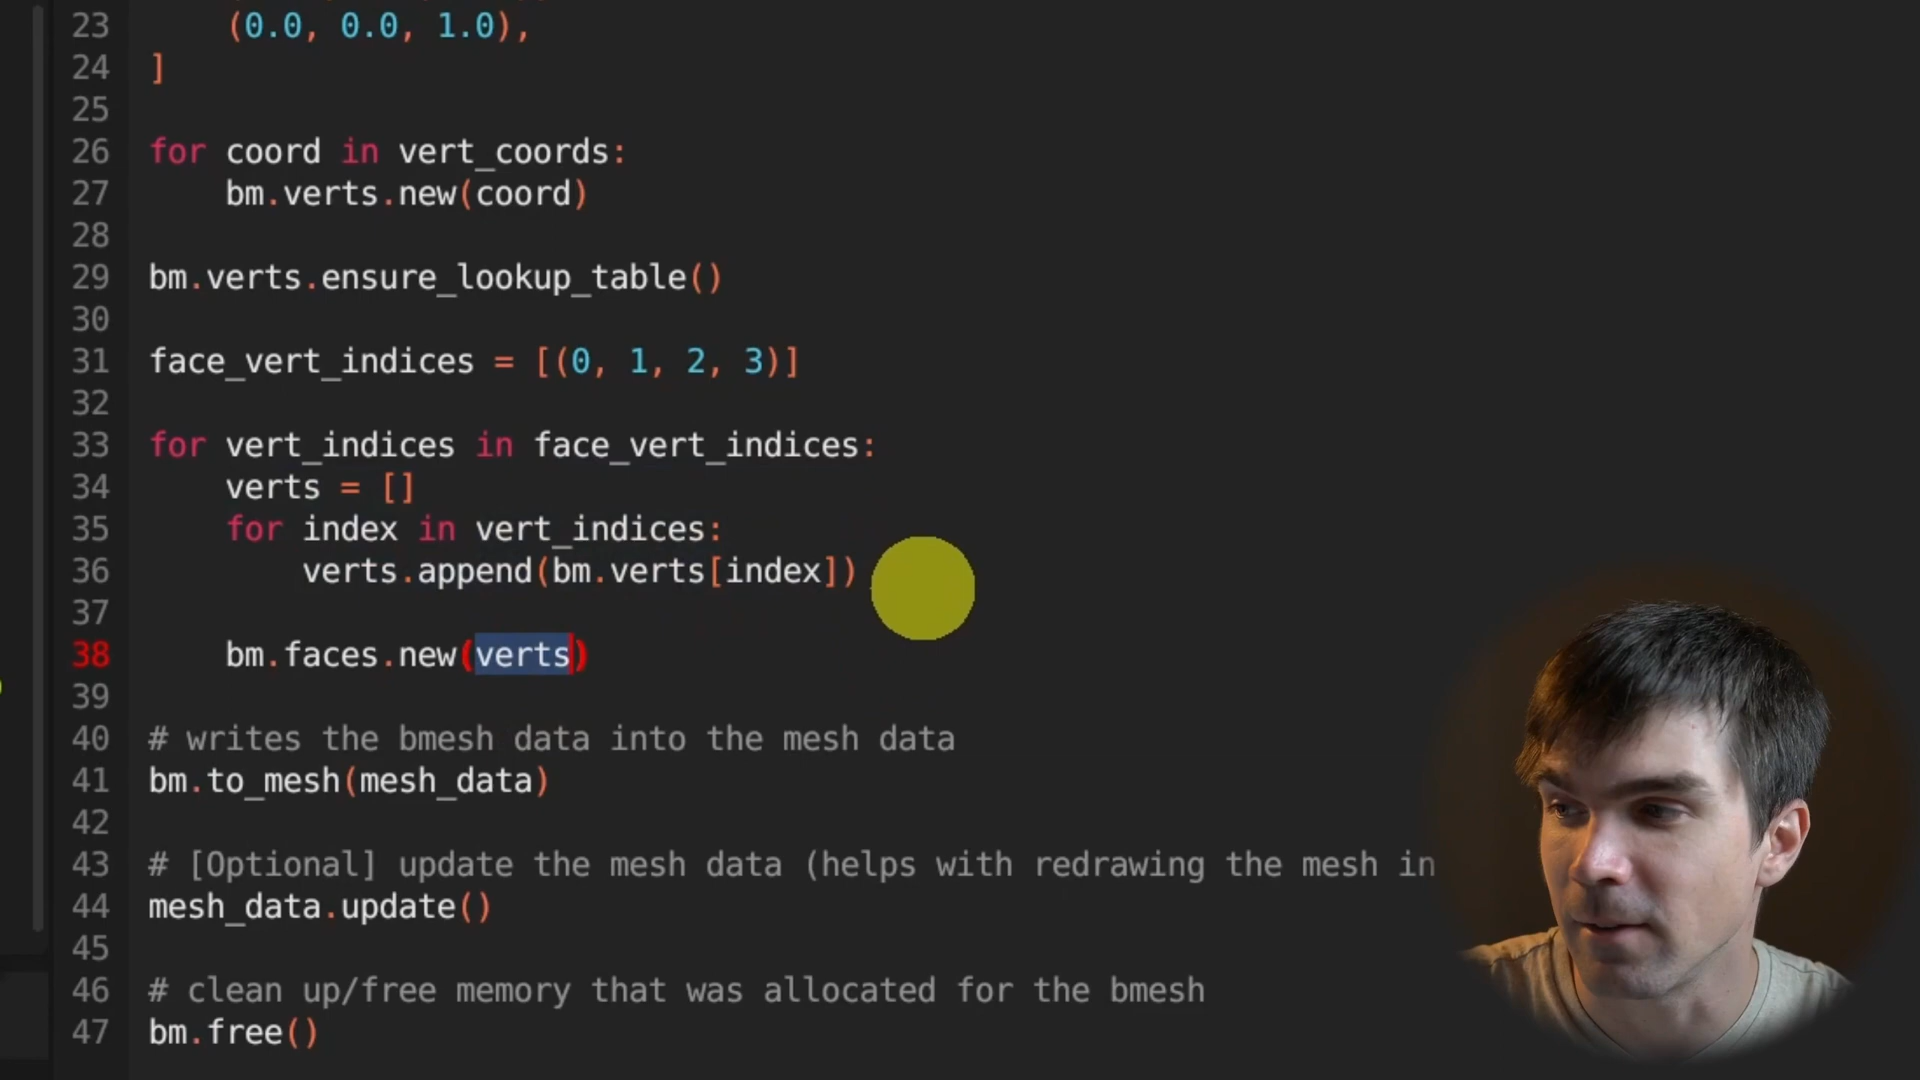 23 (0.0, 0.0, 1.0),
24 ]
25
26 for coord in vert_coords:
27 bm.verts.new(coord)
28
29 bm.verts.ensure_lookup_table()
30
31 face_vert_indices = [(0, 1, 2, 3)]
32
33 for vert_indices in face_vert_indices:
34 verts = []
35 for index in vert_indices:
36 verts.append(bm.verts[index])
37
38 bm.faces.new(verts)
39
40 # writes the bmesh data into the mesh data
41 bm.to_mesh(mesh_data)
42
43 # [Optional] update the mesh data (helps with redrawing the mesh in
44 mesh_data.update()
45
46 # clean up/free memory that was allocated for the bmesh
47 bm.free()